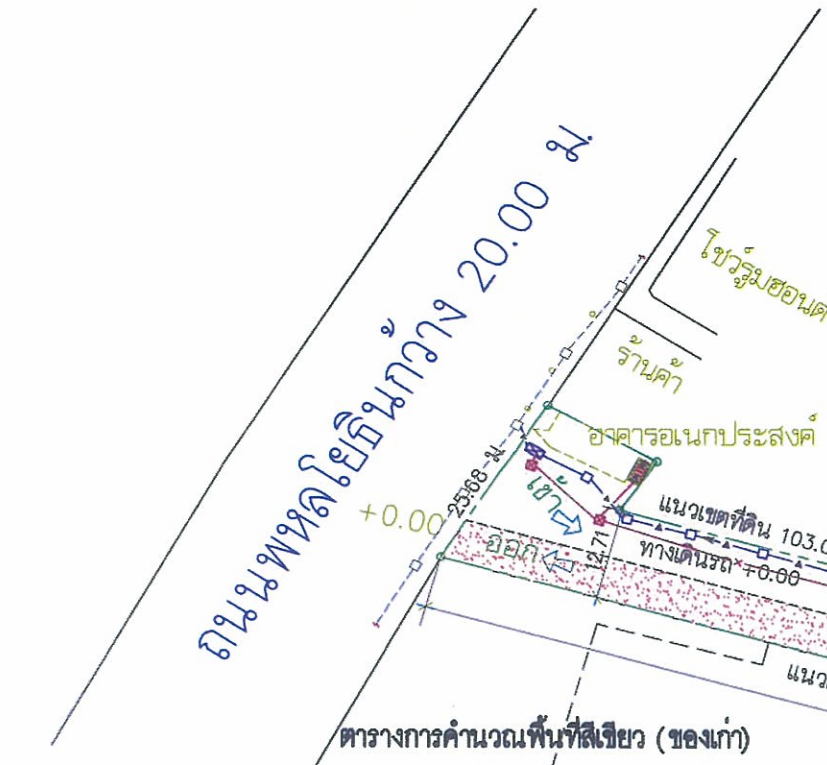 ถนนพหลโยธินกว้าง 20.00 ม.
โชว์รูมฮอนด
ร้านค้า
อาคารอเนกประสงค์
25.68 ม
+0.00
เข้า
ออก
12.71
แนวเขตที่ดิน 103.0
ทางเดินรถ +0.00
แนว
ตารางการคำนวณพื้นที่สีเขียว (ของเก่า)